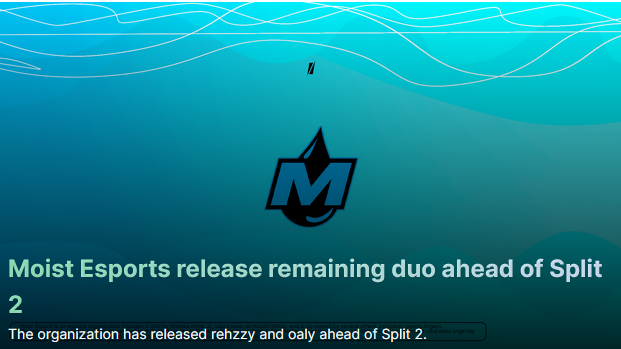 M
Moist Esports release remaining duo ahead of Split
2
The organization has released rehzzy and oaly ahead of Split 2.